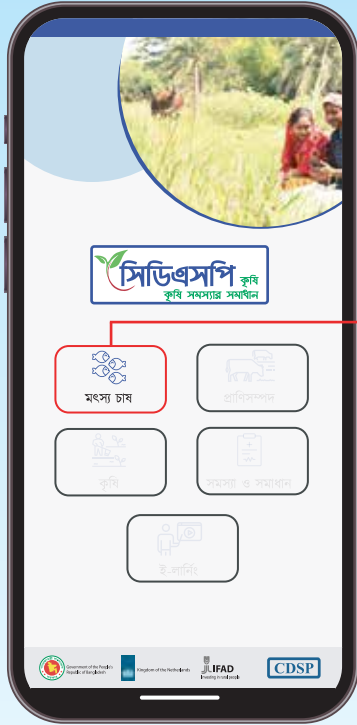 সিডিএসপি কৃষি
কৃষি সমস্যার সমাধান
মৎস্য চাষ
প্রাণিসম্পদ
কৃষি
সমস্যা ও সমাধান
ই-লার্নিং
Government of the People's
Republic of Bangladesh
Kingdom of the Netherlands
IFAD
Investing in rural people
CDSP